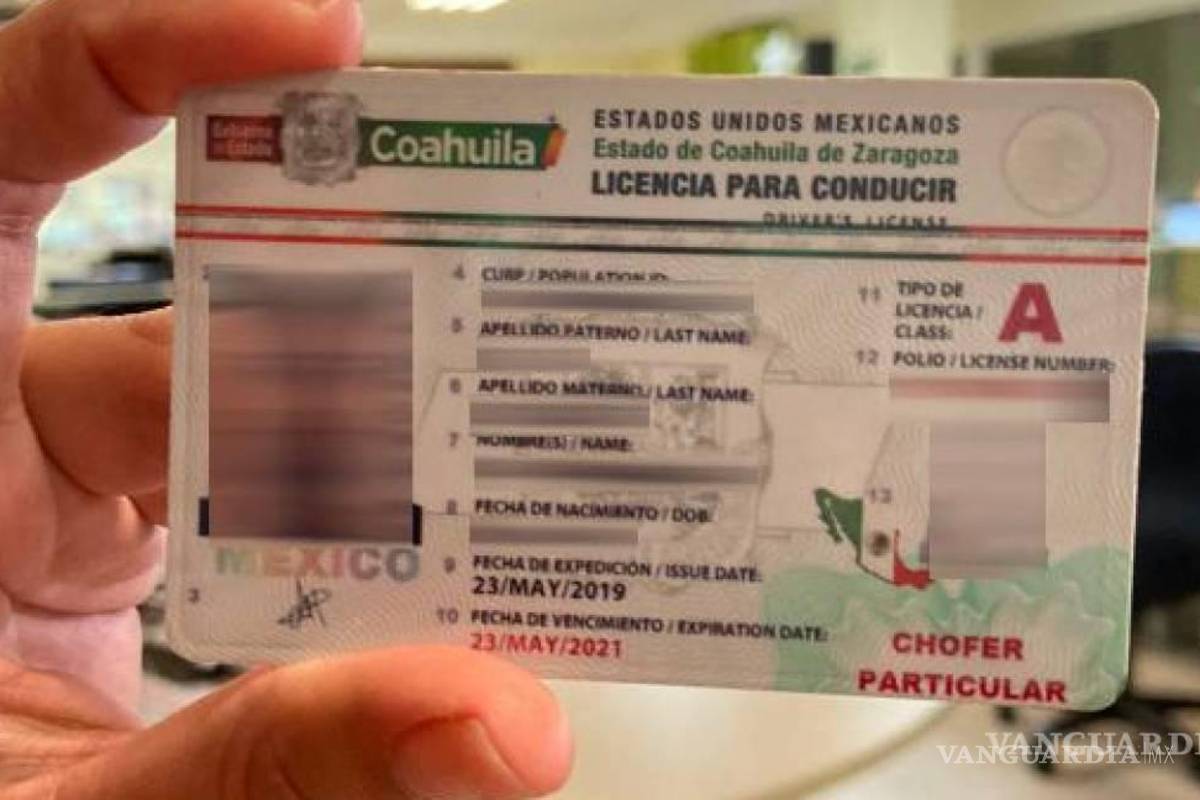 Gobierno del Estado
Coahuila
ESTADOS UNIDOS MEXICANOS
Estado de Coahuila de Zaragoza
LICENCIA PARA CONDUCIR
DRIVER'S LICENSE
4 CURP / POPULATION ID:
5 APELLIDO PATERNO / LAST NAME:
6 APELLIDO MATERNO / LAST NAME:
7 NOMBRE(S) / NAME:
8 FECHA DE NACIMIENTO / DOB:
9 FECHA DE EXPEDICIÓN / ISSUE DATE:
23/MAY/2019
10 FECHA DE VENCIMIENTO / EXPIRATION DATE:
23/MAY/2021
11 TIPO DE
LICENCIA /
CLASS:
A
12 FOLIO / LICENSE NUMBER:
13
MEXICO
3
CHOFER
PARTICULAR
VANGUARDIA
VANGUARDIA MX